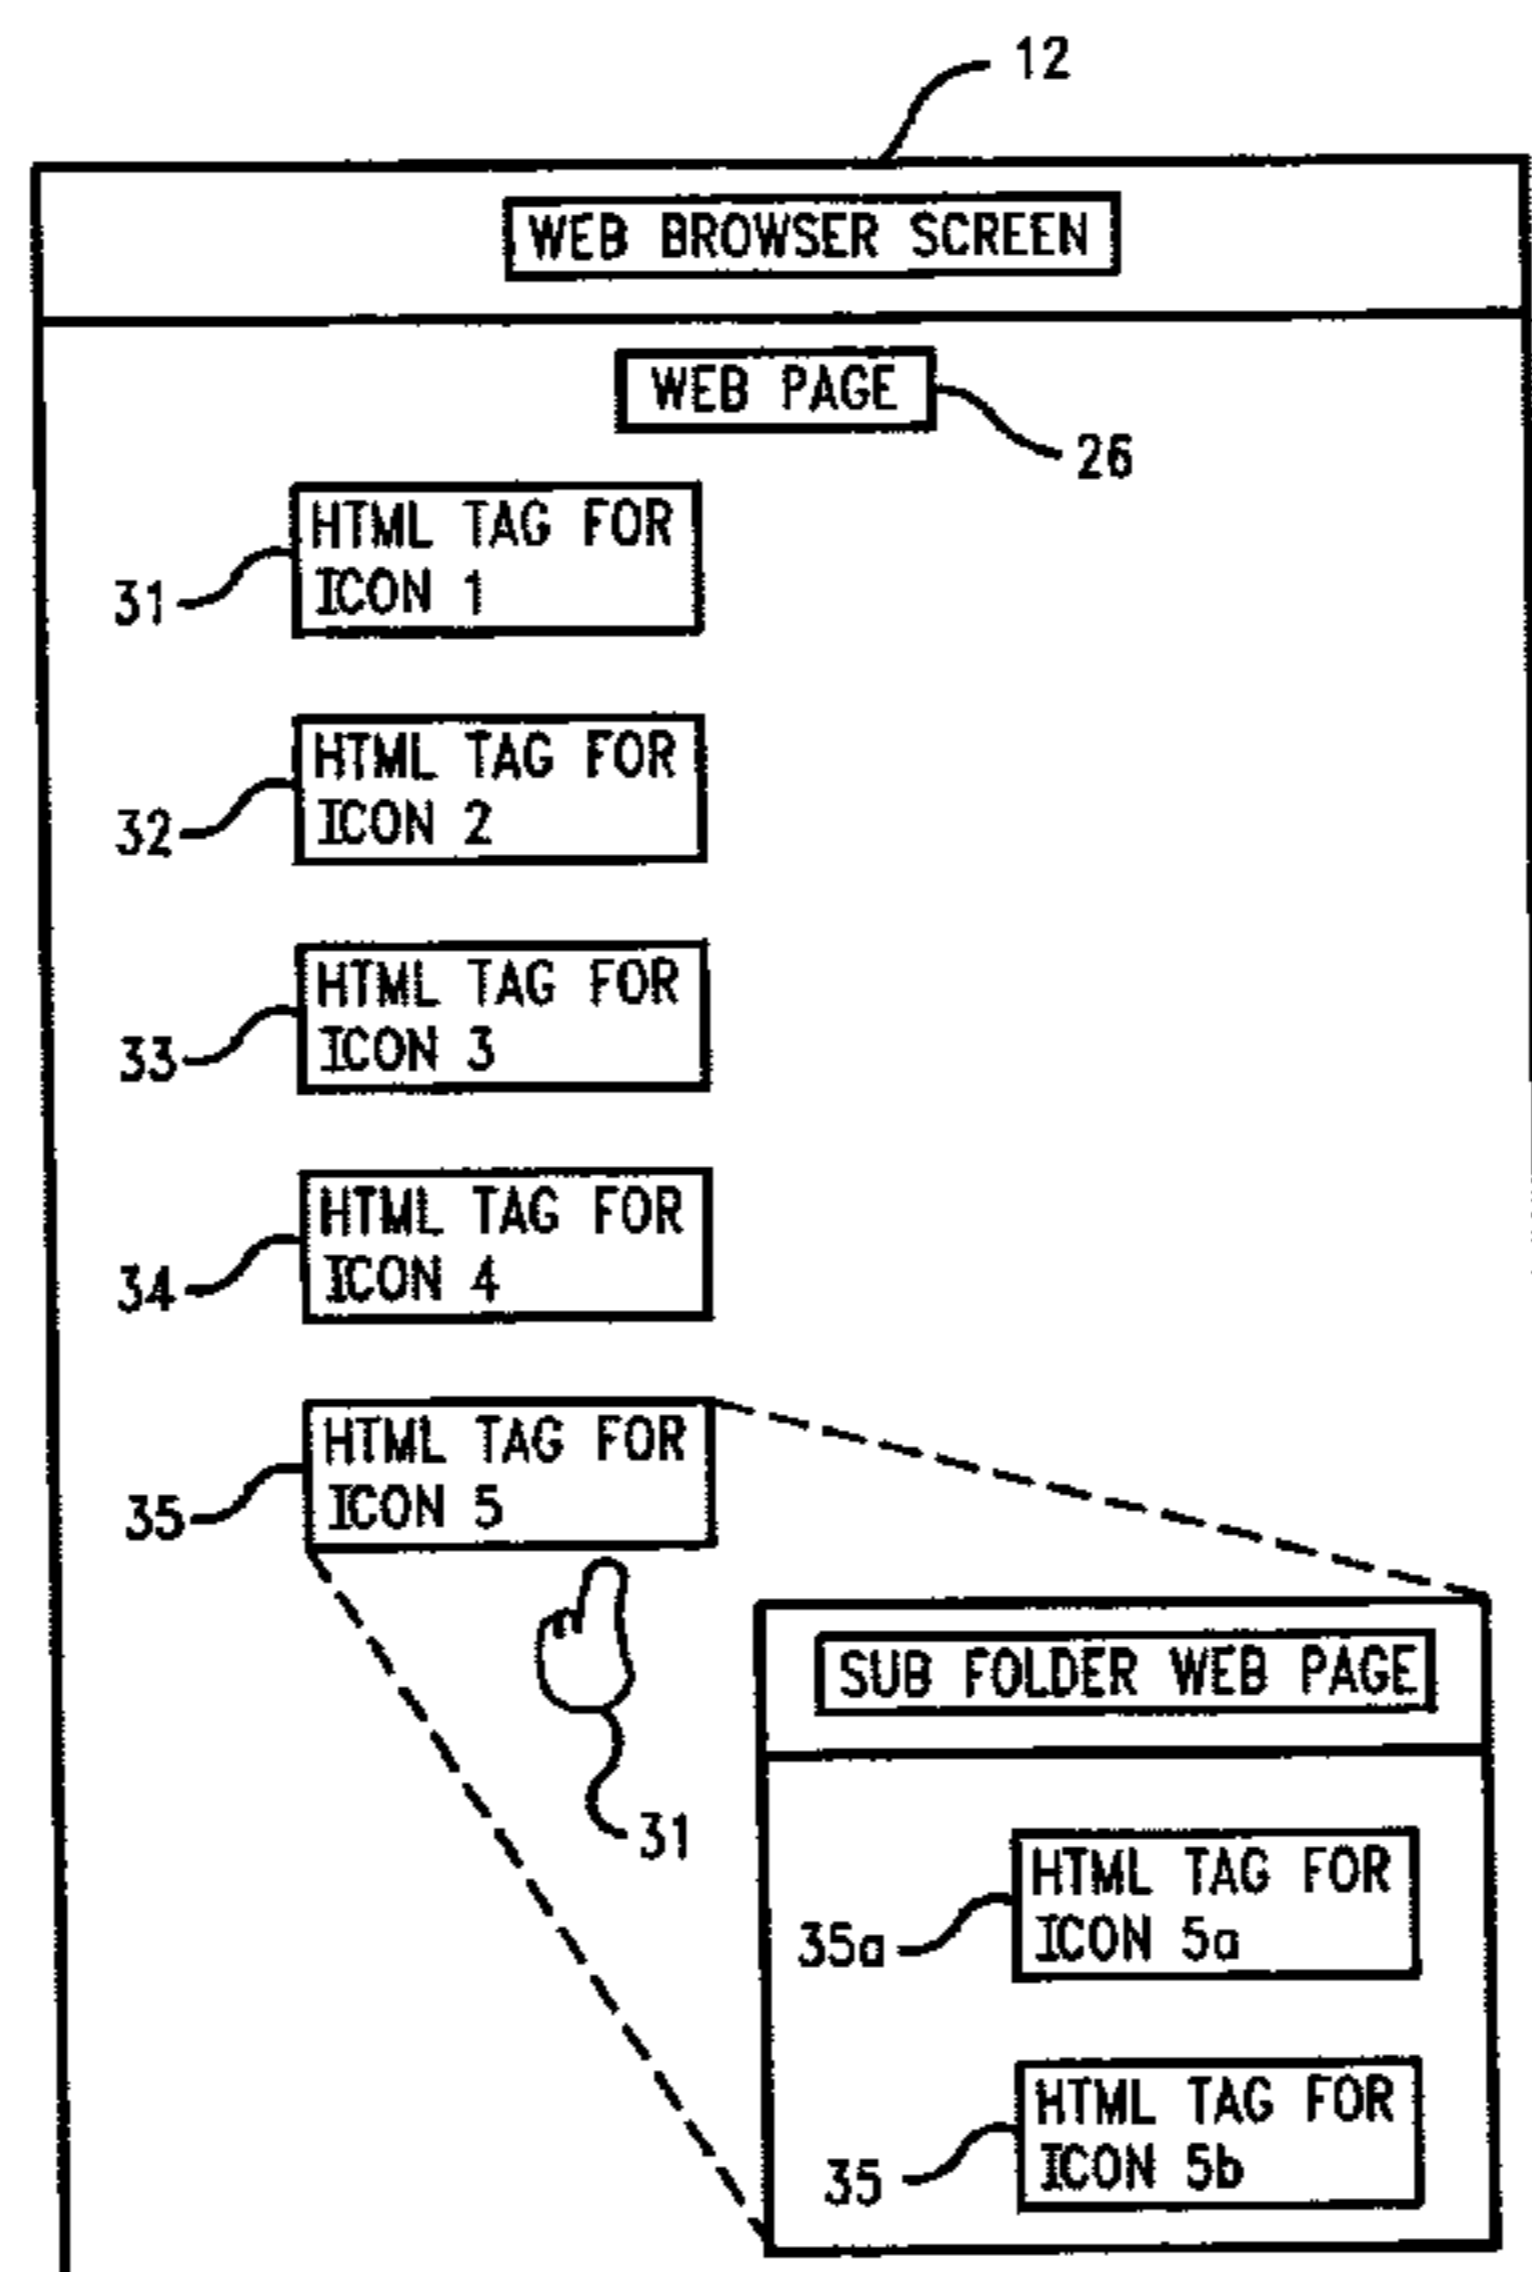 12
WEB BROWSER SCREEN
WEB PAGE
26
HTML TAG FOR
ICON 1
31
HTML TAG FOR
ICON 2
32
HTML TAG FOR
ICON 3
33
HTML TAG FOR
ICON 4
34
HTML TAG FOR
ICON 5
35
31
SUB FOLDER WEB PAGE
HTML TAG FOR
ICON 5a
35a
HTML TAG FOR
ICON 5b
35